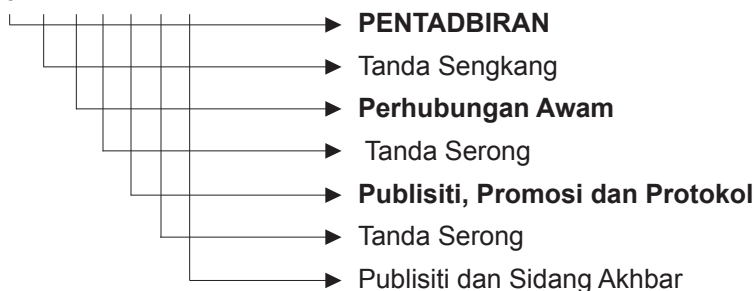 PENTADBIRAN
Tanda Sengkang
Perhubungan Awam
Tanda Serong
Publisiti, Promosi dan Protokol
Tanda Serong
Publisiti dan Sidang Akhbar